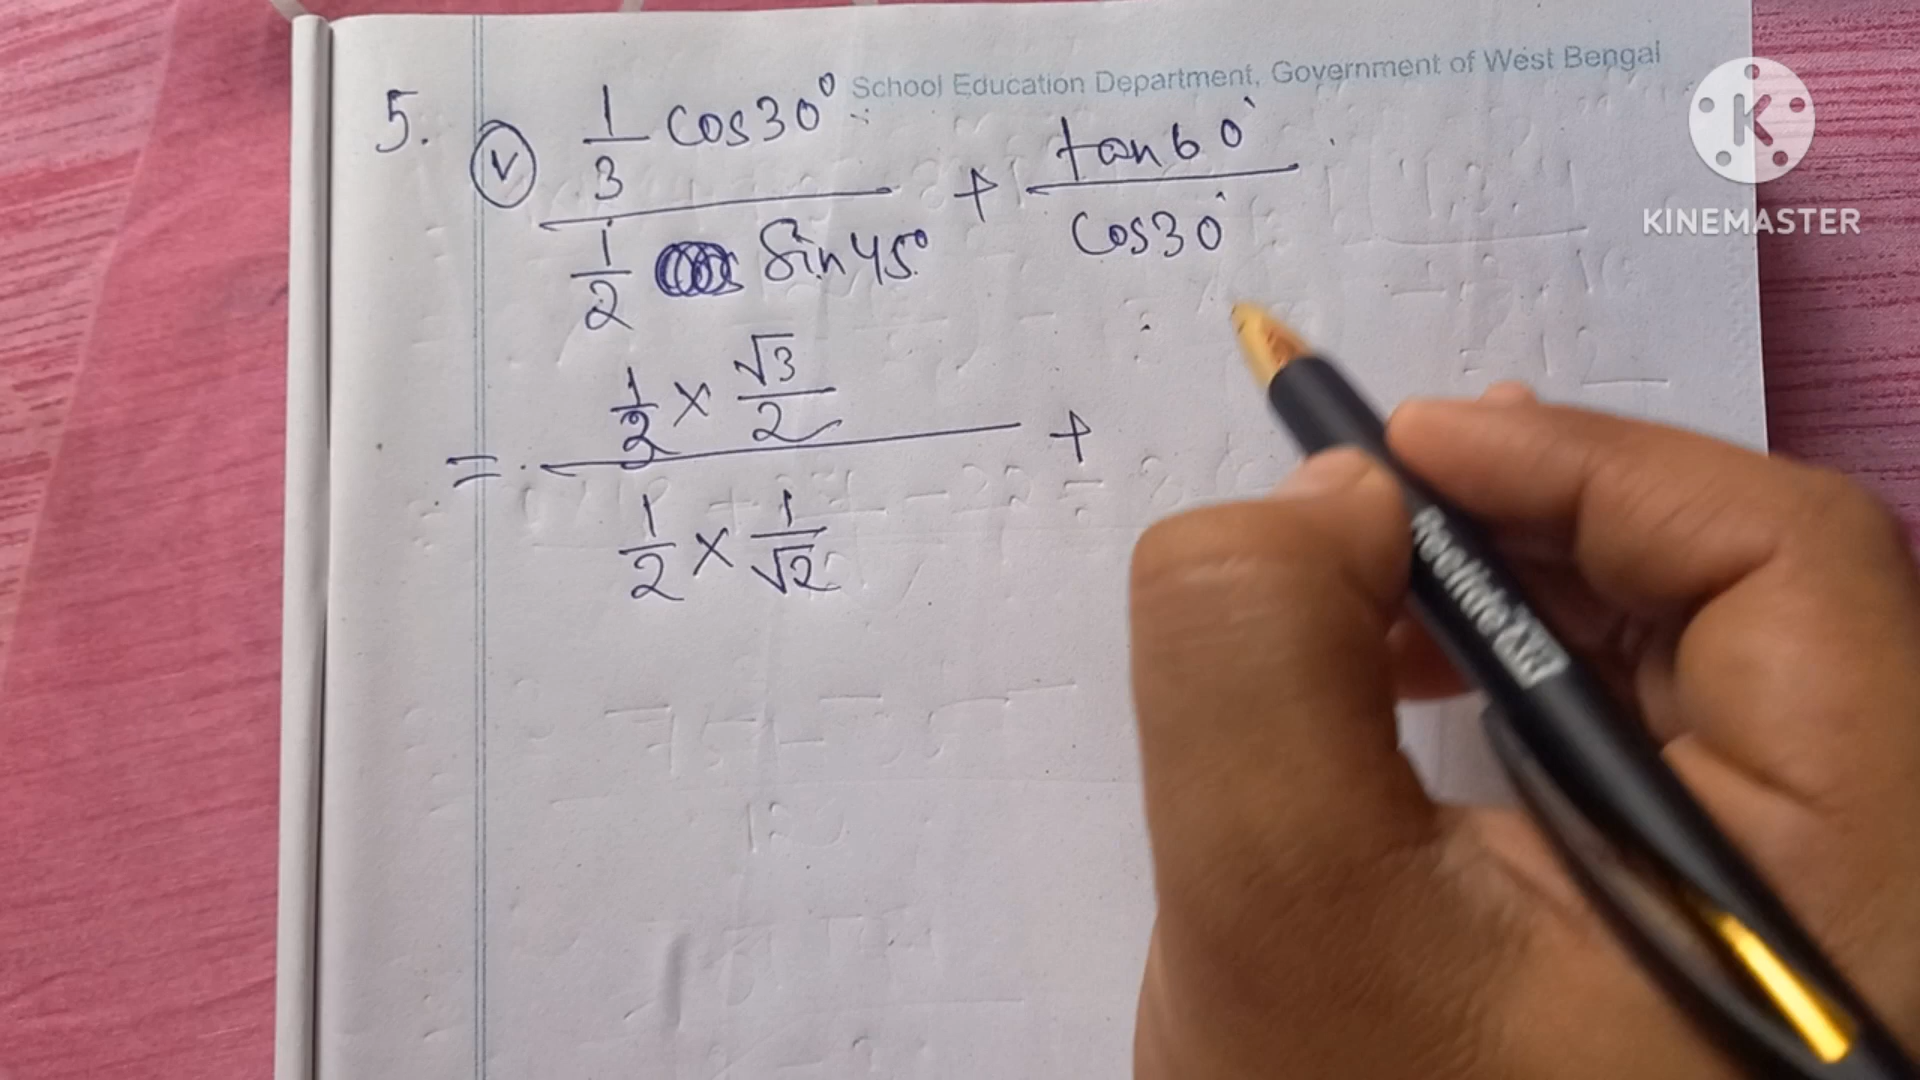 School Education Department, Government of West Bengal
K
KINEMASTER
5. (v) 1/3 cos30° / 1/2 Sin45° + tan60° / cos30°
= 1/3 × √3/2 / 1/2 × 1/√2 +
Reelide